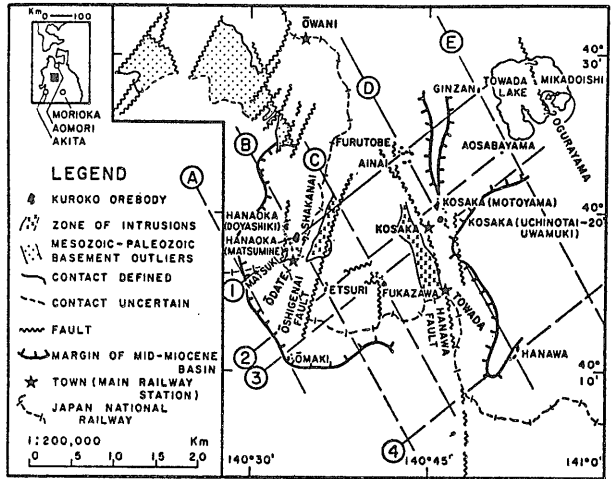 Km 0 — 100
MORIOKA
AOMORI
AKITA
LEGEND
KUROKO OREBODY
ZONE OF INTRUSIONS
MESOZOIC-PALEOZOIC
BASEMENT OUTLIERS
CONTACT DEFINED
CONTACT UNCERTAIN
FAULT
MARGIN OF MID-MIOCENE
BASIN
TOWN (MAIN RAILWAY
STATION)
JAPAN NATIONAL
RAILWAY
1:200,000 Km
0 5 10 15 20
ŌWANI
E
D
GINZAN
TOWADA
LAKE
MIKADOISHI
OGURAYAMA
40°
30'
A
B
C
FURUTOBE
AINAI
AOSABAYAMA
SHAKANAI
HANAOKA
(DOYASHIKI)
HANAOKA
(MATSUMINE)
MATSUKI
ŌDATE
ŌSHIGENAI
FAULT
KOSAKA (MOTOYAMA)
KOSAKA
KOSAKA (UCHINOTAI-
UWAMUKI)
40°
20'
ETSURI
FUKAZAWA
HANAWA
FAULT
TOWADA
1
2
3
ŌMAKI
HANAWA
40°
10'
4
140°30'
140°45'
141°0'